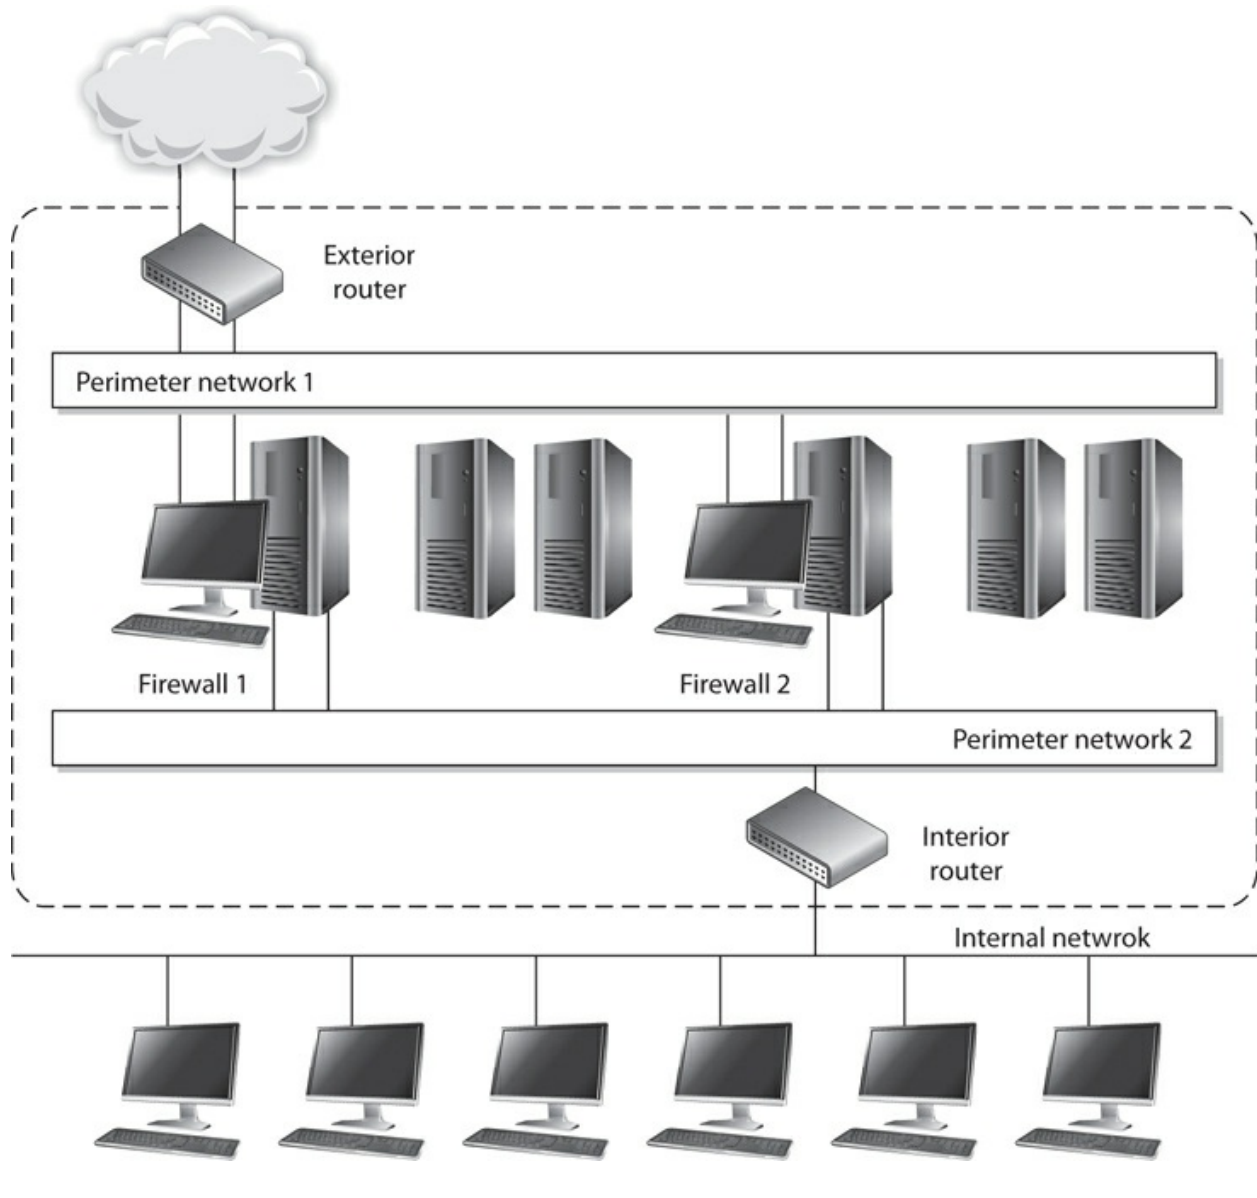 Exterior
router
Perimeter network 1
Firewall 1
Firewall 2
Perimeter network 2
Interior
router
Internal netwrok